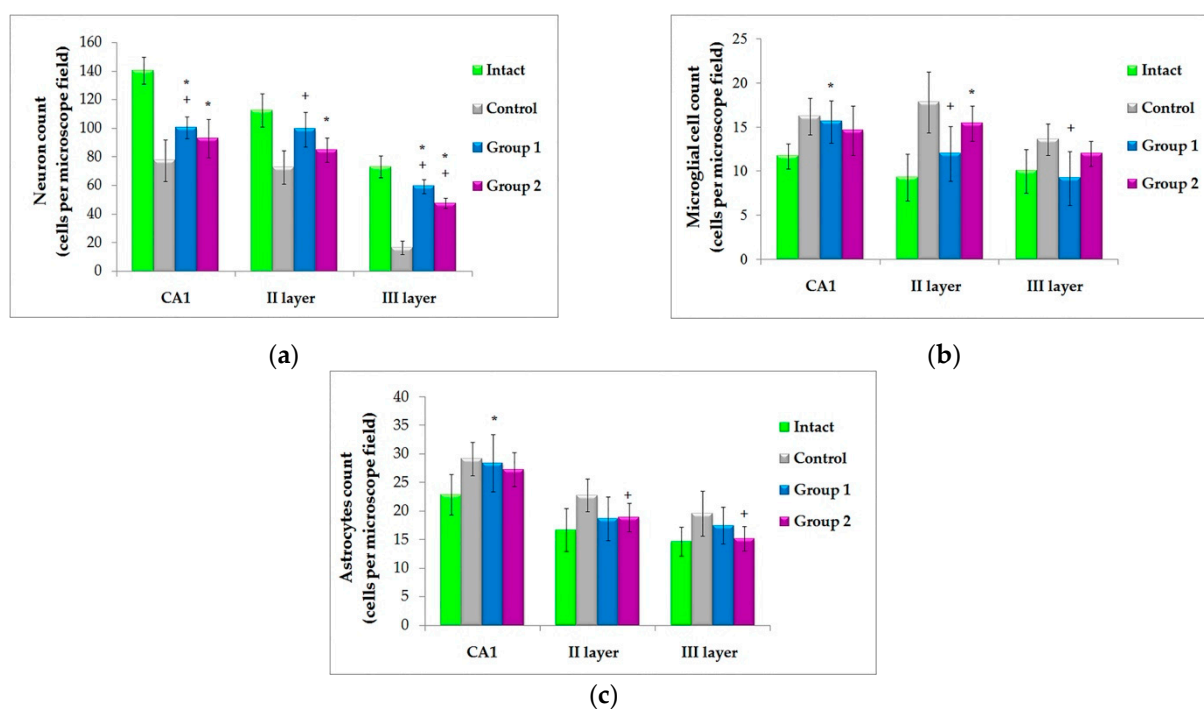 Neuron count
(cells per microscope field)
160
140
120
100
80
60
40
20
0
*
+
*
+
*
*
+
*
+
CA1
II layer
III layer
Intact
Control
Group 1
Group 2
(a)
Microglial cell count
(cells per microscope field)
25
20
15
10
5
0
*
+
*
+
CA1
II layer
III layer
Intact
Control
Group 1
Group 2
(b)
Astrocytes count
(cells per microscope field)
40
35
30
25
20
15
10
5
0
*
+
+
CA1
II layer
III layer
Intact
Control
Group 1
Group 2
(c)